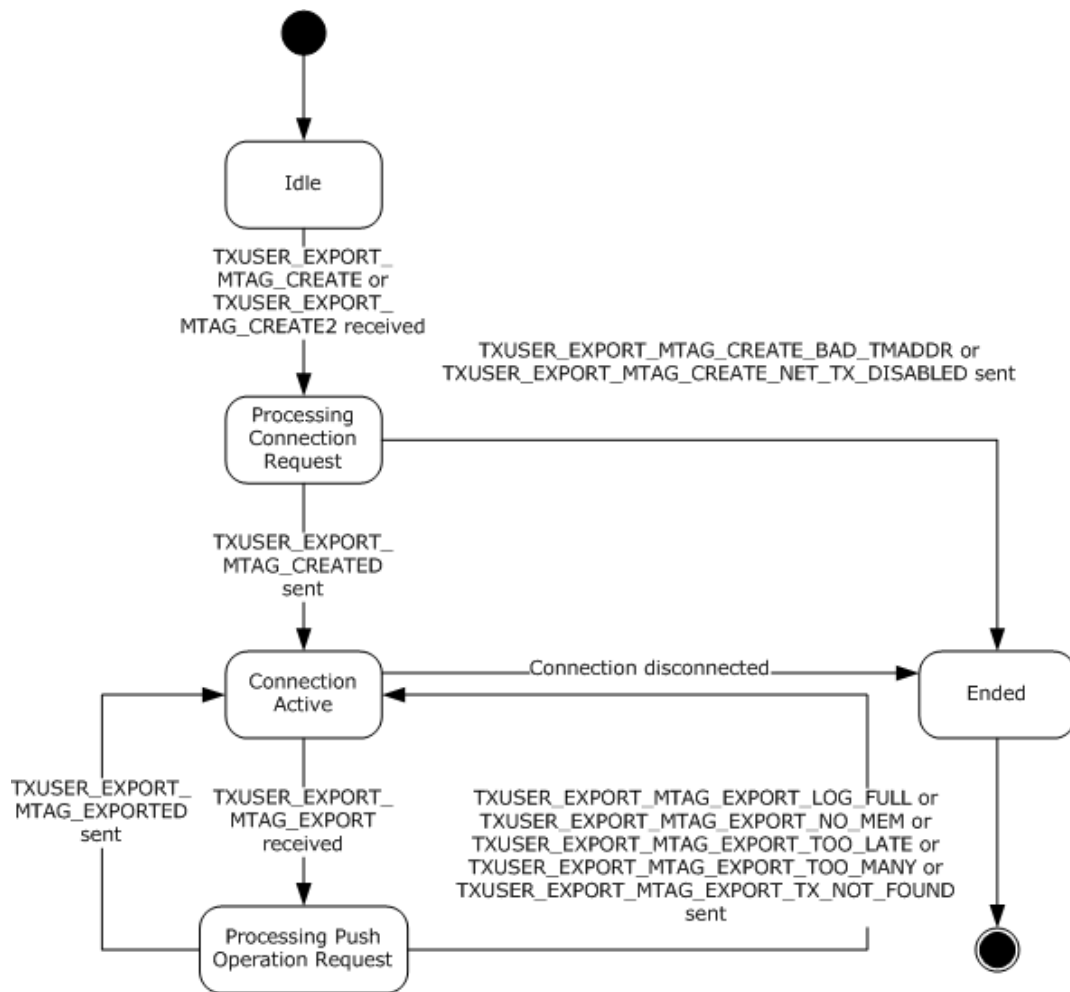 Idle
TXUSER_EXPORT_
MTAG_CREATE or
TXUSER_EXPORT_
MTAG_CREATE2 received
TXUSER_EXPORT_MTAG_CREATE_BAD_TMADDR or
TXUSER_EXPORT_MTAG_CREATE_NET_TX_DISABLED sent
Processing
Connection
Request
TXUSER_EXPORT_
MTAG_CREATED
sent
Connection
Active
Connection disconnected
Ended
TXUSER_EXPORT_
MTAG_EXPORTED
sent
TXUSER_EXPORT_
MTAG_EXPORT
received
TXUSER_EXPORT_MTAG_EXPORT_LOG_FULL or
TXUSER_EXPORT_MTAG_EXPORT_NO_MEM or
TXUSER_EXPORT_MTAG_EXPORT_TOO_LATE or
TXUSER_EXPORT_MTAG_EXPORT_TOO_MANY or
TXUSER_EXPORT_MTAG_EXPORT_TX_NOT_FOUND
sent
Processing Push
Operation Request